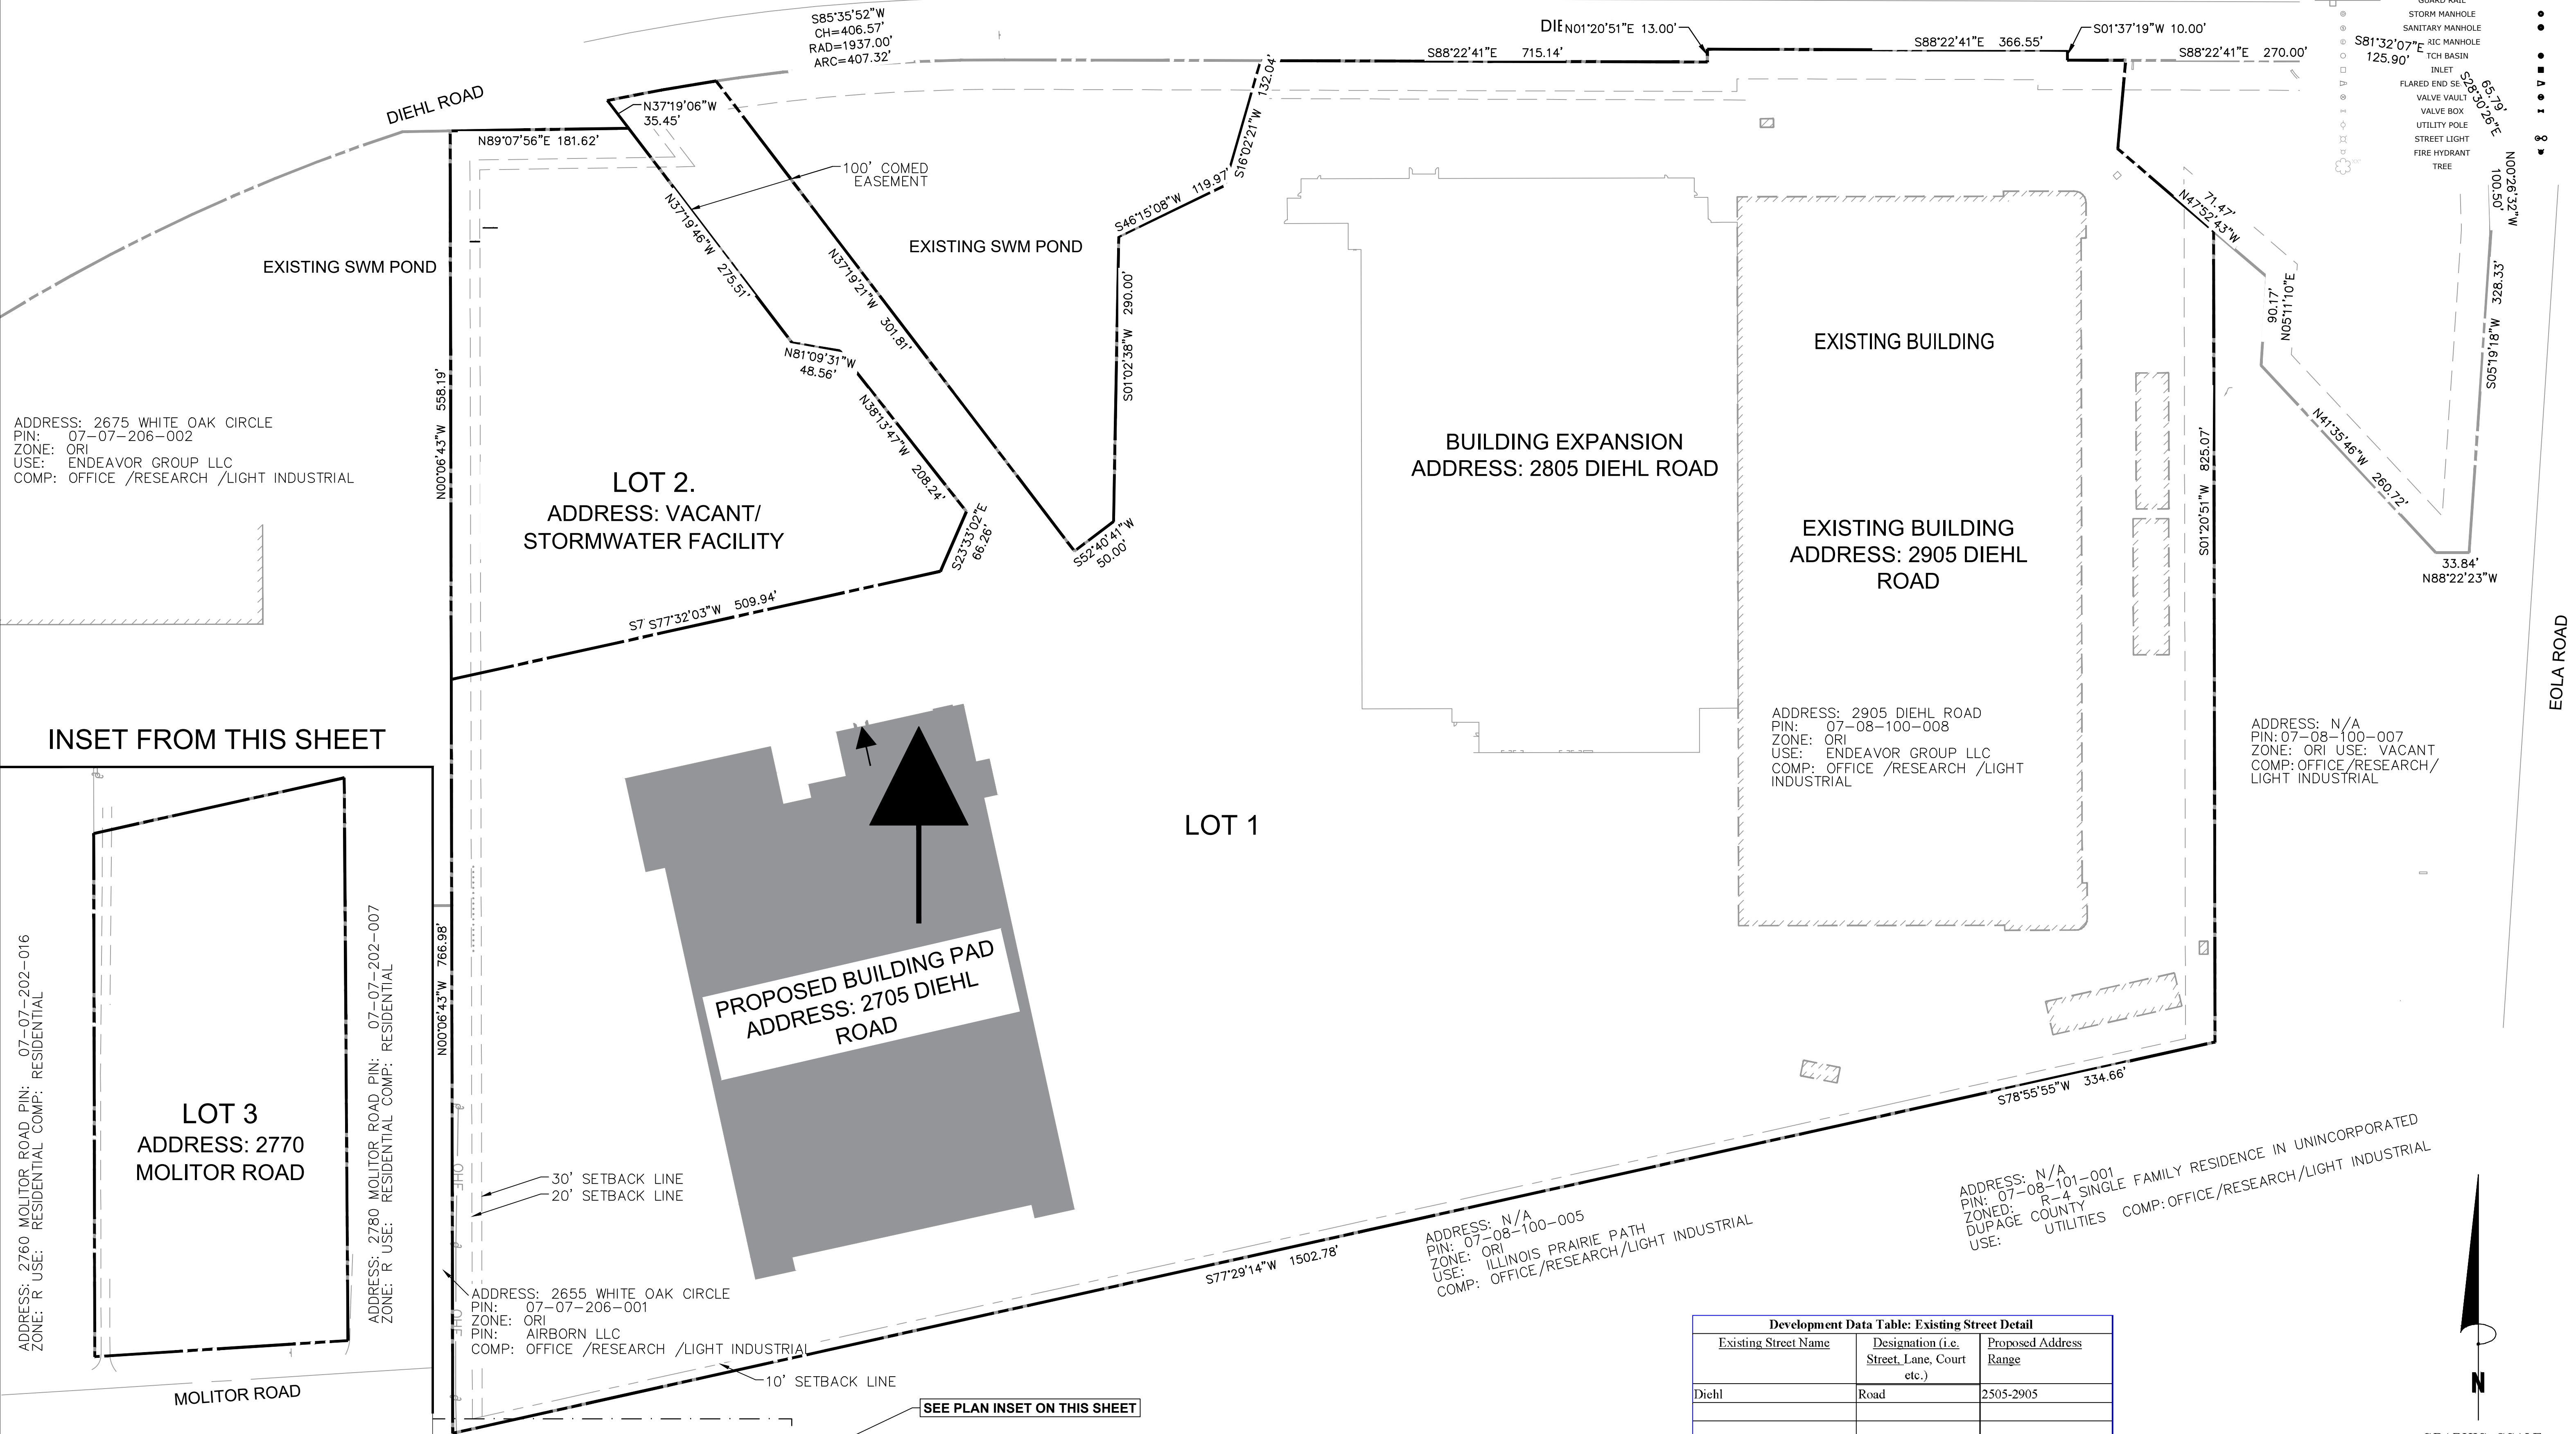 S85°35'52"W
CH=406.57'
RAD=1937.00'
ARC=407.32'
DIE
N01°20'51"E 13.00'
S88°22'41"E 715.14'
S88°22'41"E 366.55'
S01°37'19"W 10.00'
S88°22'41"E 270.00'
S81°32'07"E
125.90'
GUARD RAIL
STORM MANHOLE
SANITARY MANHOLE
RIC MANHOLE
TCH BASIN
INLET
FLARED END SE
VALVE VAULT
VALVE BOX
UTILITY POLE
STREET LIGHT
FIRE HYDRANT
TREE
65.79'
S28°30'26"E
N00°26'32"W
100.50'
DIEHL ROAD
N89°07'56"E 181.62'
N37°19'06"W
35.45'
100' COMED
EASEMENT
N37°19'46"W 275.51'
N37°19'21"W 301.81'
EXISTING SWM POND
EXISTING SWM POND
S16°02'21"W 132.04'
S46°15'08"W 119.97'
S01°02'38"W 290.00'
N81°09'31"W
48.56'
N38°13'47"W 208.24'
S23°33'02"E
66.26'
S52°40'41"W
50.00'
71.47'
N47°52'43"W
90.17'
N05°11'10"E
S05°19'18"W 328.33'
N41°35'46"W 260.72'
33.84'
N88°22'23"W
EOLA ROAD
N00°06'43"W 558.19'
ADDRESS: 2675 WHITE OAK CIRCLE
PIN: 07-07-206-002
ZONE: ORI
USE: ENDEAVOR GROUP LLC
COMP: OFFICE /RESEARCH /LIGHT INDUSTRIAL
LOT 2.
ADDRESS: VACANT/
STORMWATER FACILITY
S7
S77°32'03"W 509.94'
EXISTING BUILDING
BUILDING EXPANSION
ADDRESS: 2805 DIEHL ROAD
EXISTING BUILDING
ADDRESS: 2905 DIEHL
ROAD
S01°20'51"W 825.07'
ADDRESS: 2905 DIEHL ROAD
PIN: 07-08-100-008
ZONE: ORI
USE: ENDEAVOR GROUP LLC
COMP: OFFICE /RESEARCH /LIGHT
INDUSTRIAL
ADDRESS: N/A
PIN: 07-08-100-007
ZONE: ORI USE: VACANT
COMP: OFFICE/RESEARCH/
LIGHT INDUSTRIAL
INSET FROM THIS SHEET
LOT 1
PROPOSED BUILDING PAD
ADDRESS: 2705 DIEHL
ROAD
ADDRESS: 2760 MOLITOR ROAD PIN: 07-07-202-016
ZONE: R USE: RESIDENTIAL COMP: RESIDENTIAL
LOT 3
ADDRESS: 2770
MOLITOR ROAD
ADDRESS: 2780 MOLITOR ROAD PIN: 07-07-202-007
ZONE: R USE: RESIDENTIAL COMP: RESIDENTIAL
N00°06'43"W 766.98'
OHE
OHE
MOLITOR ROAD
30' SETBACK LINE
20' SETBACK LINE
ADDRESS: 2655 WHITE OAK CIRCLE
PIN: 07-07-206-001
ZONE: ORI
PIN: AIRBORN LLC
COMP: OFFICE /RESEARCH /LIGHT INDUSTRIAL
10' SETBACK LINE
SEE PLAN INSET ON THIS SHEET
S77°29'14"W 1502.78'
S78°55'55"W 334.66'
ADDRESS: N/A
PIN: 07-08-100-005
ZONE: ORI
USE: ILLINOIS PRAIRIE PATH
COMP: OFFICE/RESEARCH/LIGHT INDUSTRIAL
ADDRESS: N/A
PIN: 07-08-101-001
ZONED: R-4 SINGLE FAMILY RESIDENCE IN UNINCORPORATED
DUPAGE COUNTY
USE: UTILITIES COMP: OFFICE/RESEARCH/LIGHT INDUSTRIAL
Development Data Table: Existing Street Detail
Existing Street Name
Designation (i.e.
Street, Lane, Court
etc.)
Proposed Address
Range
Diehl Road 2505-2905
N